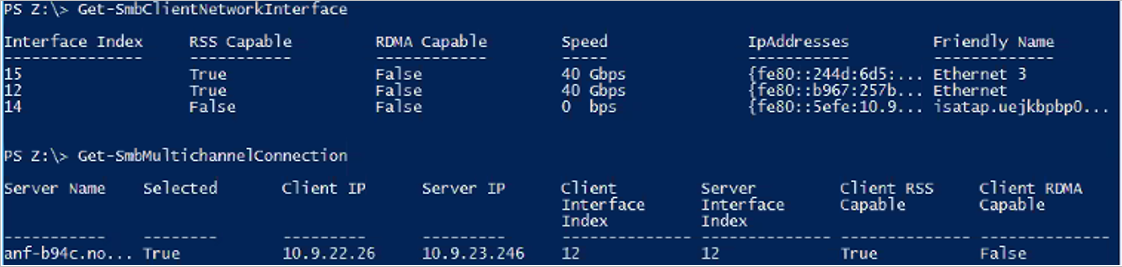 PS Z:\> Get-SmbClientNetworkInterface
Interface Index RSS Capable RDMA Capable Speed IpAddresses Friendly Name
--------------- ----------- ------------ ----- ----------- -------------
15 True False 40 Gbps {fe80::244d:6d5:... Ethernet 3
12 True False 40 Gbps {fe80::b967:257b... Ethernet
14 False False 0 bps {fe80::5efe:10.9... isatap.uejkbpbp0...
PS Z:\> Get-SmbMultichannelConnection
Server Name Selected Client IP Server IP Client Server Client RSS Client RDMA
Interface Interface Capable Capable
Index Index
----------- -------- --------- --------- --------------- --------------- -------------- ---------------
anf-b94c.no... True 10.9.22.26 10.9.23.246 12 12 True False